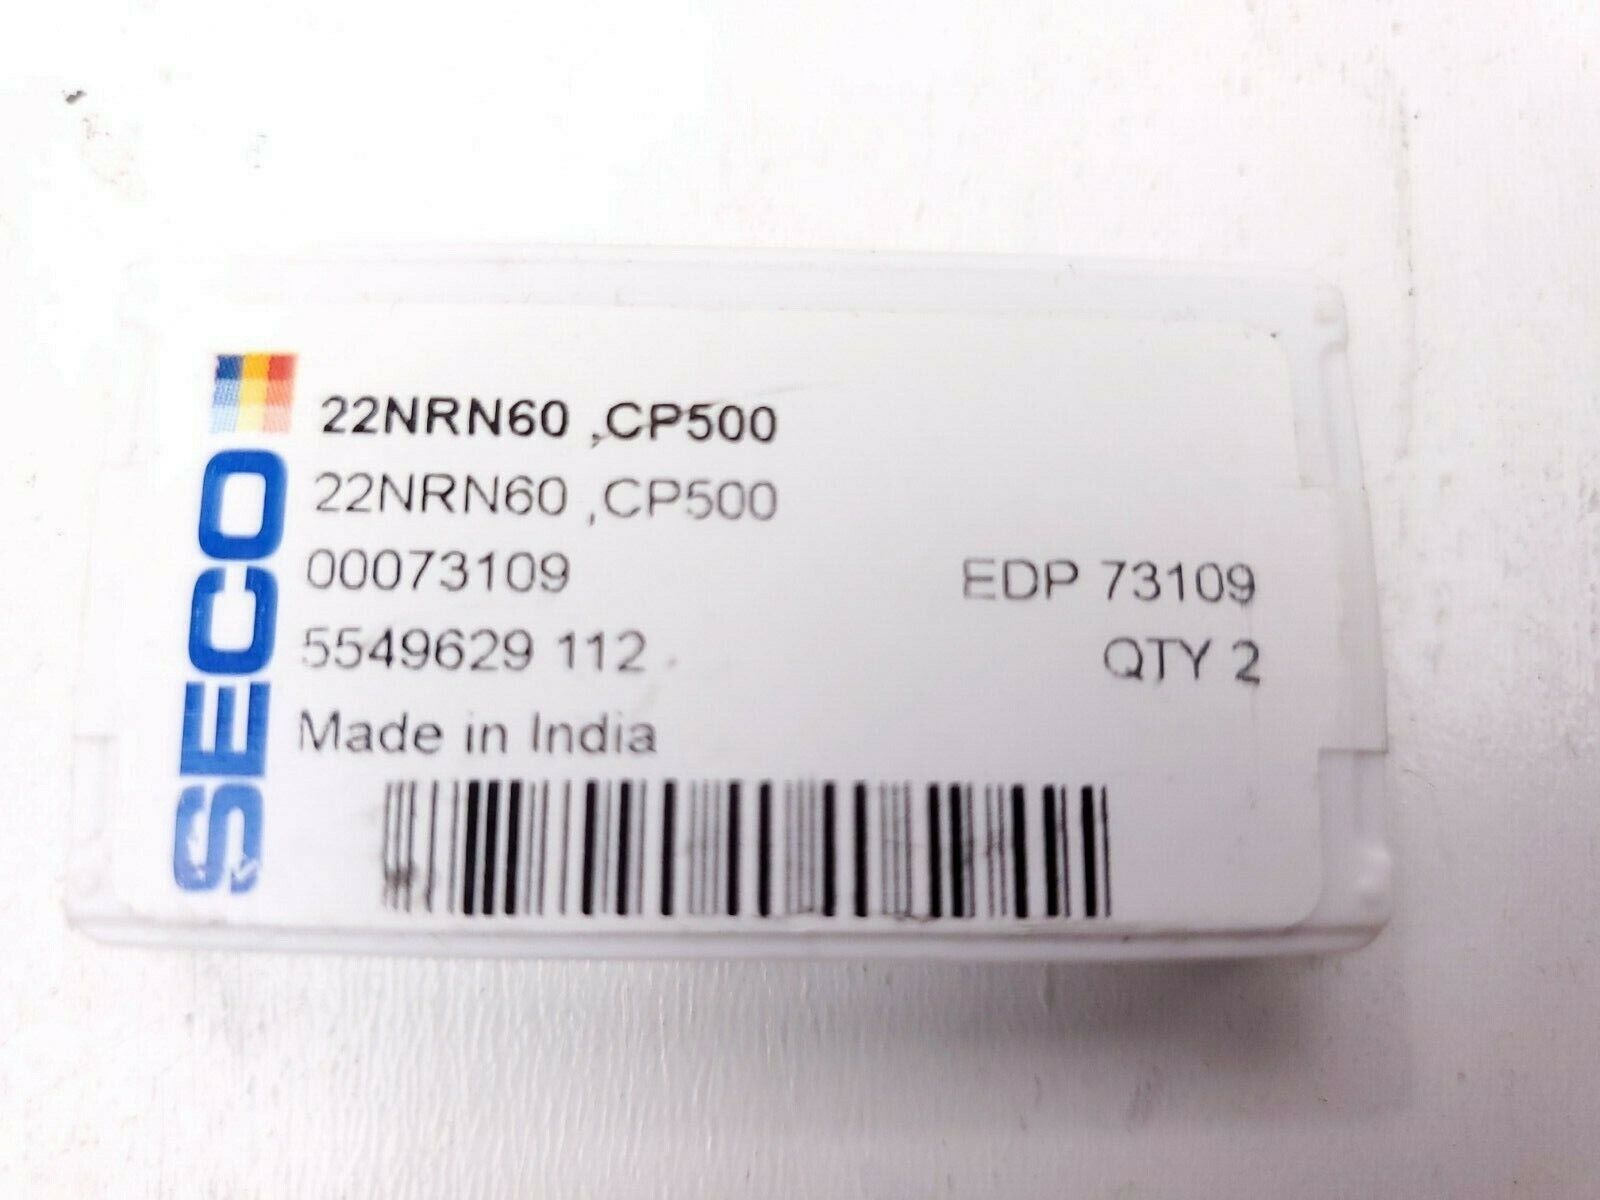 SECO
22NRN60 ,CP500
22NRN60 ,CP500
00073109 EDP 73109
5549629 112 QTY 2
Made in India